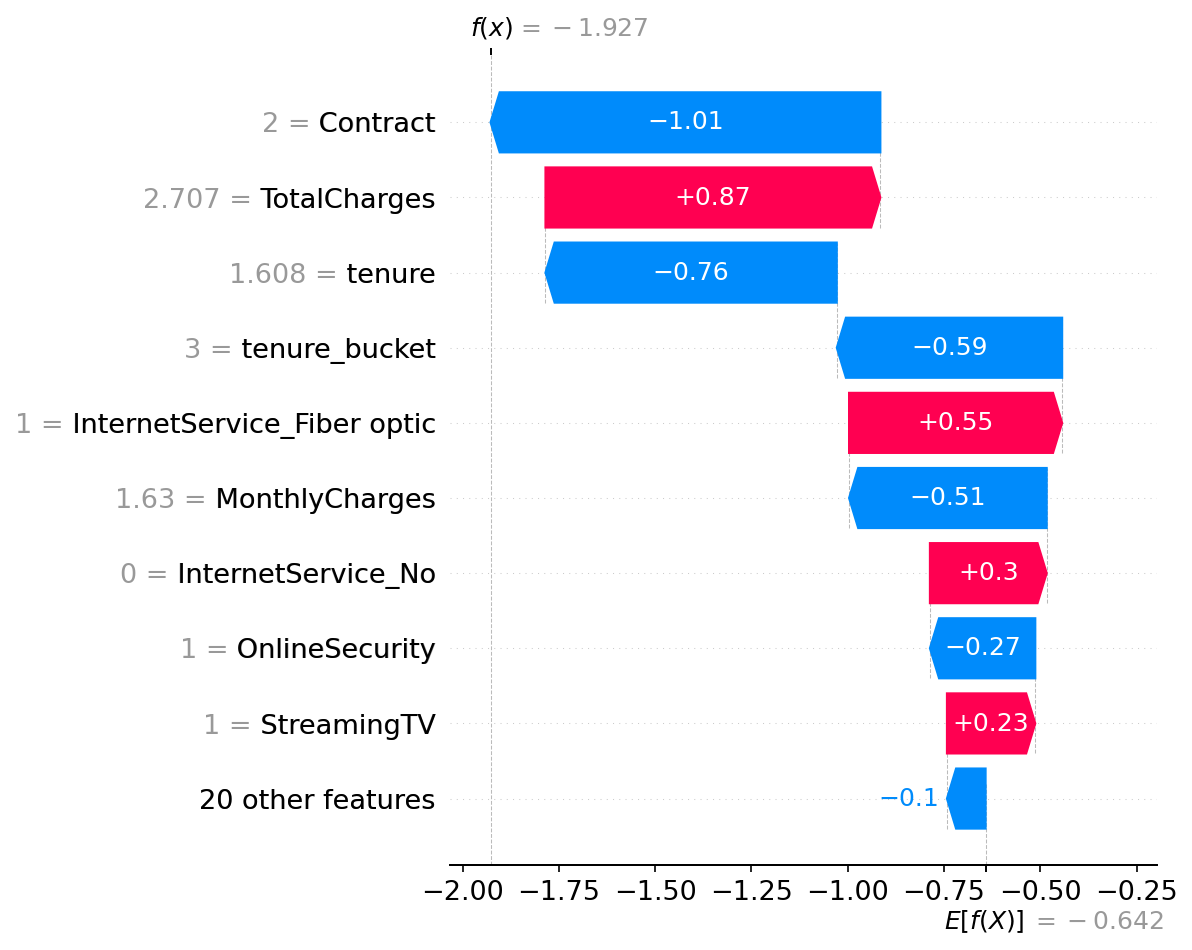 f(x) = −1.927
2 = Contract
−1.01
2.707 = TotalCharges
+0.87
1.608 = tenure
−0.76
3 = tenure_bucket
−0.59
1 = InternetService_Fiber optic
+0.55
1.63 = MonthlyCharges
−0.51
0 = InternetService_No
+0.3
1 = OnlineSecurity
−0.27
1 = StreamingTV
+0.23
20 other features
−0.1
−2.00 −1.75 −1.50 −1.25 −1.00 −0.75 −0.50 −0.25
E[f(X)] = −0.642